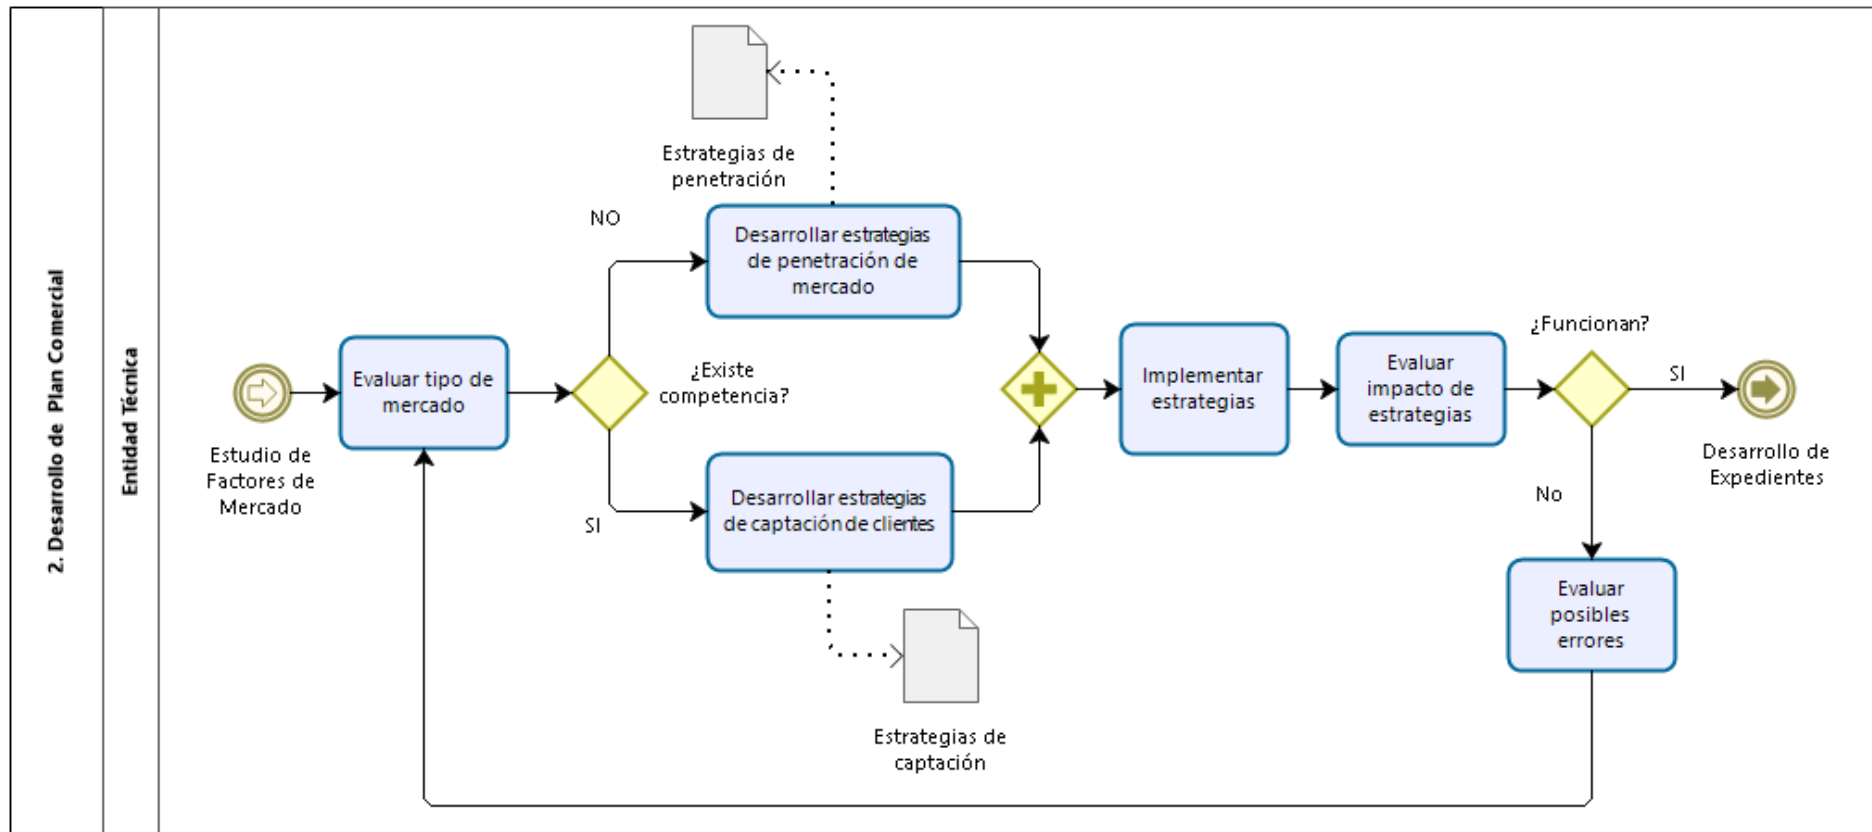 2. Desarrollo de Plan Comercial
Entidad Técnica
Estudio de
Factores de
Mercado
Evaluar tipo de
mercado
¿Existe
competencia?
NO
SI
Estrategias de
penetración
Desarrollar estrategias
de penetración de
mercado
Desarrollar estrategias
de captación de clientes
Estrategias de
captación
Implementar
estrategias
Evaluar
impacto de
estrategias
¿Funcionan?
SI
No
Desarrollo de
Expedientes
Evaluar
posibles
errores